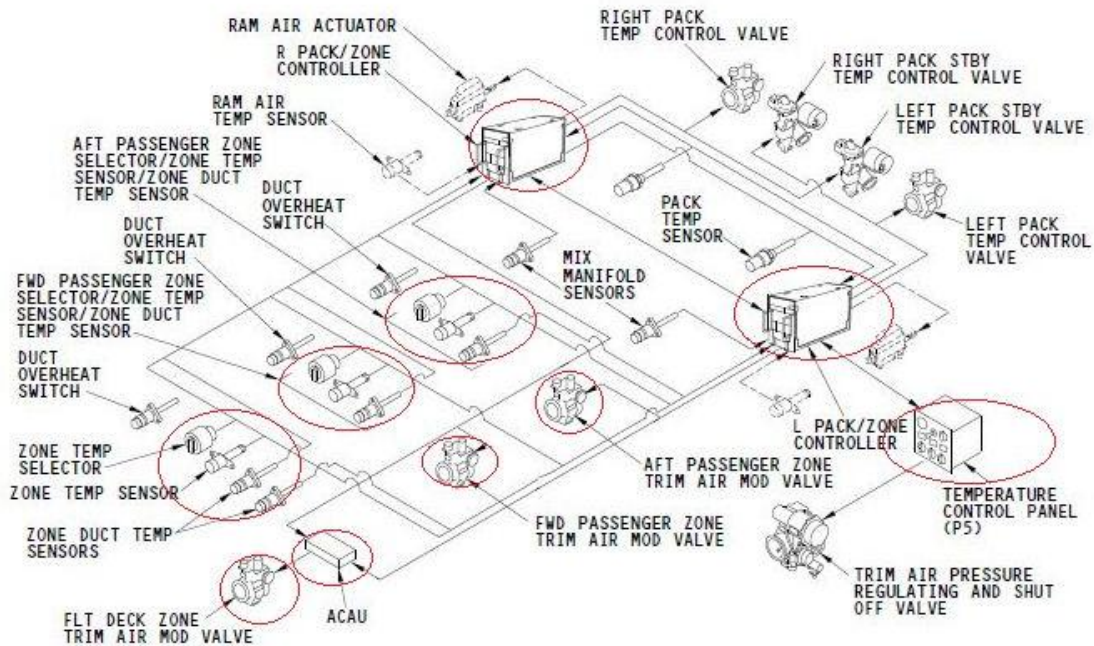 RAM AIR ACTUATOR
R PACK/ZONE
CONTROLLER
RAM AIR
TEMP SENSOR
AFT PASSENGER ZONE
SELECTOR/ZONE TEMP
SENSOR/ZONE DUCT
TEMP SENSOR
DUCT
OVERHEAT
SWITCH
DUCT
OVERHEAT
SWITCH
FWD PASSENGER ZONE
SELECTOR/ZONE TEMP
SENSOR/ZONE DUCT
TEMP SENSOR
DUCT
OVERHEAT
SWITCH
ZONE TEMP
SELECTOR
ZONE TEMP SENSOR
ZONE DUCT TEMP
SENSORS
FLT DECK ZONE
TRIM AIR MOD VALVE
ACAU
RIGHT PACK
TEMP CONTROL VALVE
RIGHT PACK STBY
TEMP CONTROL VALVE
LEFT PACK STBY
TEMP CONTROL VALVE
LEFT PACK
TEMP CONTROL
VALVE
PACK
TEMP
SENSOR
MIX
MANIFOLD
SENSORS
L PACK/ZONE
CONTROLLER
AFT PASSENGER ZONE
TRIM AIR MOD VALVE
FWD PASSENGER ZONE
TRIM AIR MOD VALVE
TEMPERATURE
CONTROL PANEL
(P5)
TRIM AIR PRESSURE
REGULATING AND SHUT
OFF VALVE